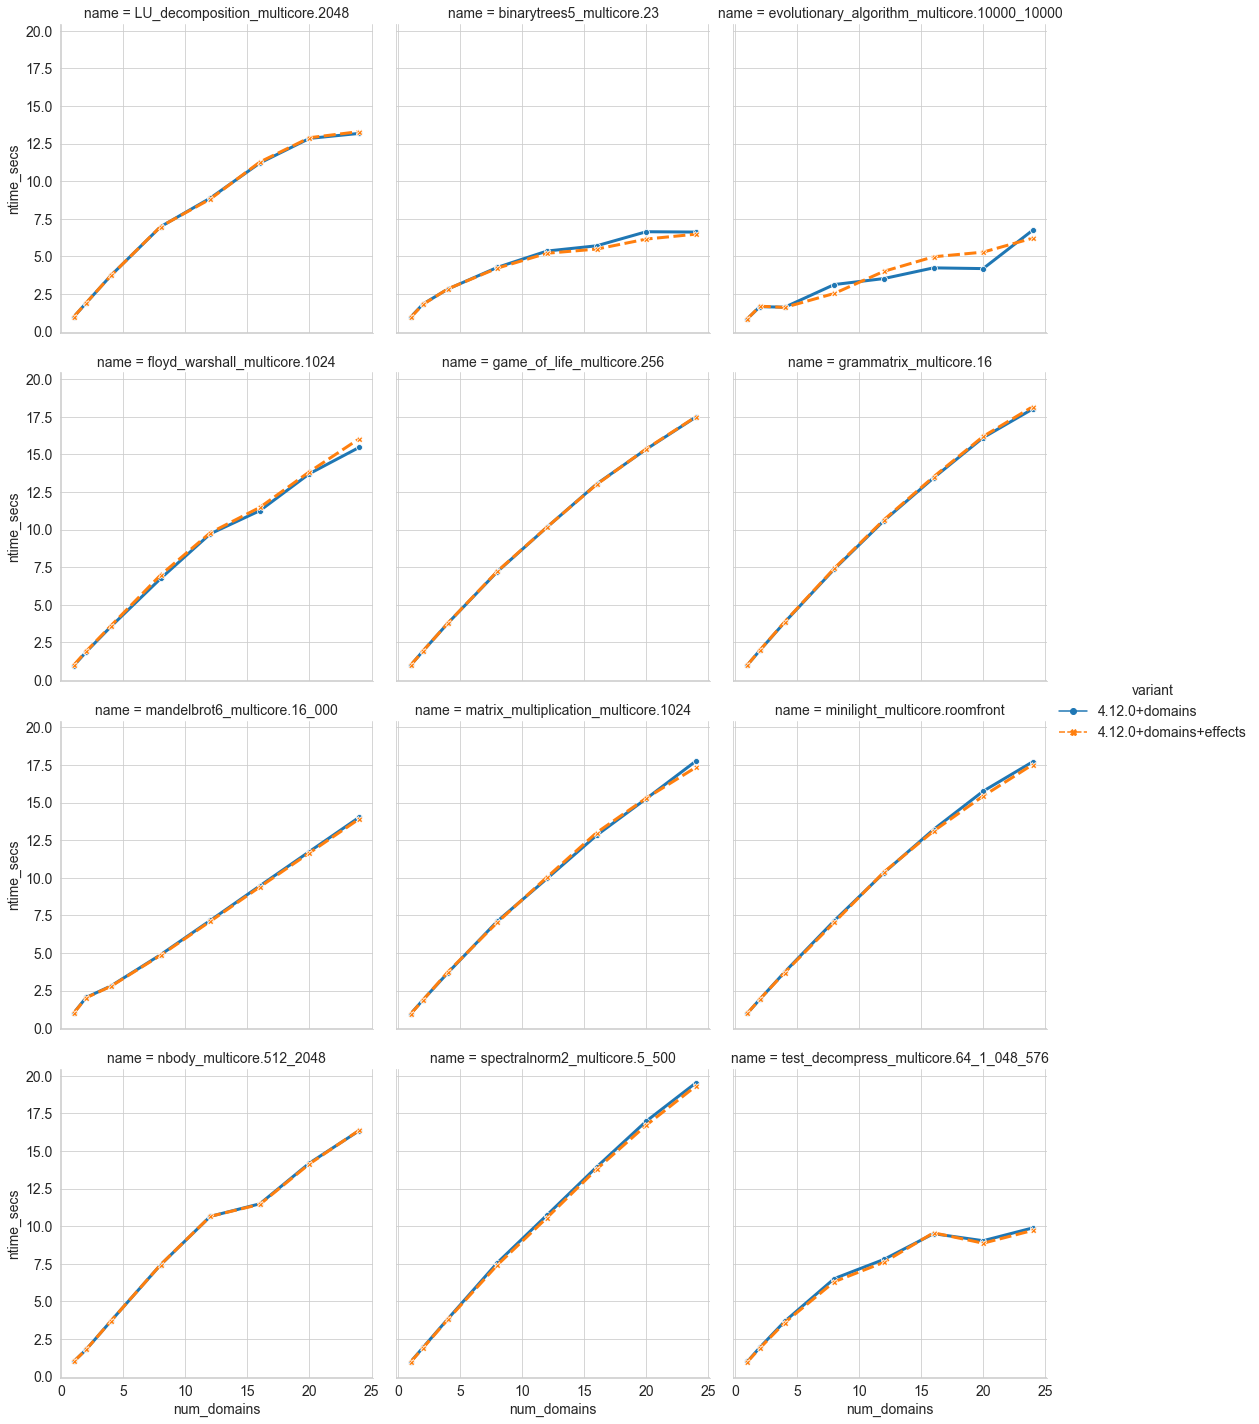 name = LU_decomposition_multicore.2048
name = binarytrees5_multicore.23
name = evolutionary_algorithm_multicore.10000_10000
20.0
17.5
15.0
12.5
10.0
7.5
5.0
2.5
0.0
ntime_secs
name = floyd_warshall_multicore.1024
name = game_of_life_multicore.256
name = grammatrix_multicore.16
20.0
17.5
15.0
12.5
10.0
7.5
5.0
2.5
0.0
ntime_secs
variant
4.12.0+domains
4.12.0+domains+effects
name = mandelbrot6_multicore.16_000
name = matrix_multiplication_multicore.1024
name = minilight_multicore.roomfront
20.0
17.5
15.0
12.5
10.0
7.5
5.0
2.5
0.0
ntime_secs
name = nbody_multicore.512_2048
name = spectralnorm2_multicore.5_500
name = test_decompress_multicore.64_1_048_576
20.0
17.5
15.0
12.5
10.0
7.5
5.0
2.5
0.0
ntime_secs
0 5 10 15 20 25
0 5 10 15 20 25
0 5 10 15 20 25
num_domains
num_domains
num_domains